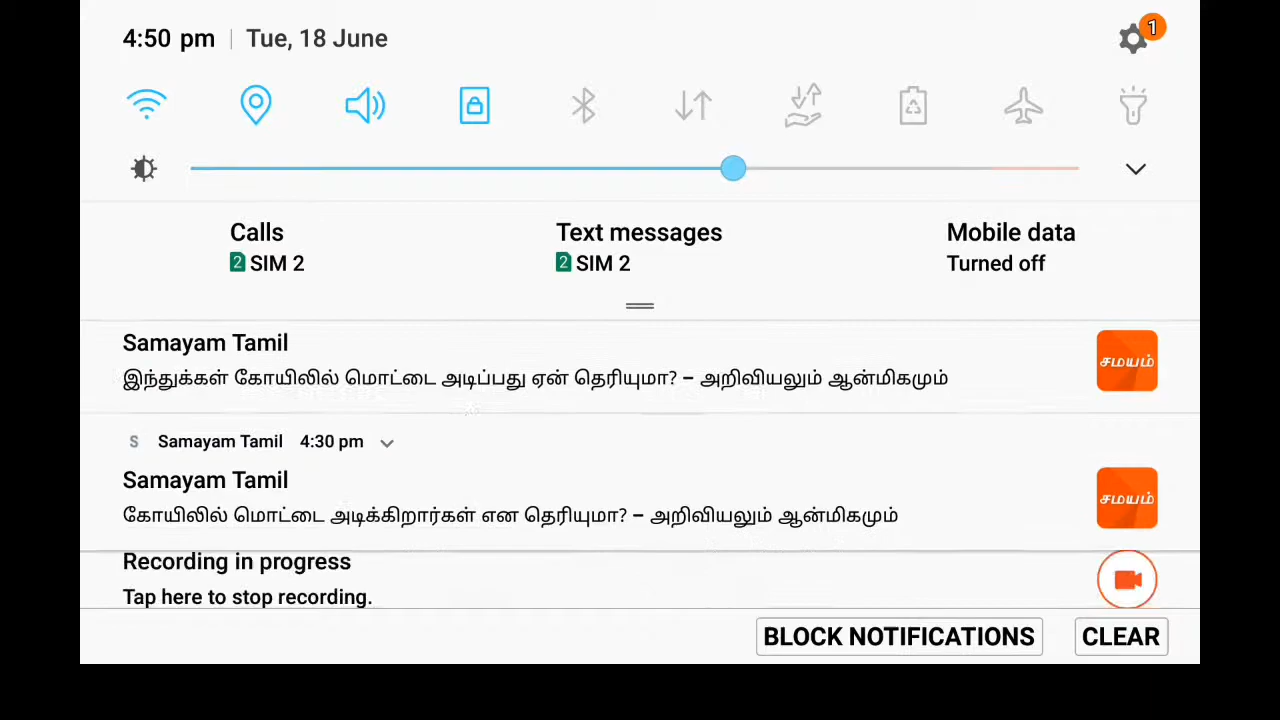 4:50 pm | Tue, 18 June
1
Calls
2 SIM 2
Text messages
2 SIM 2
Mobile data
Turned off
Samayam Tamil
இந்துக்கள் கோயிலில் மொட்டை அடிப்பது ஏன் தெரியுமா? – அறிவியலும் ஆன்மிகமும்
சமயம்
S Samayam Tamil 4:30 pm
Samayam Tamil
கோயிலில் மொட்டை அடிக்கிறார்கள் என தெரியுமா? – அறிவியலும் ஆன்மிகமும்
சமயம்
Recording in progress
Tap here to stop recording.
BLOCK NOTIFICATIONS
CLEAR